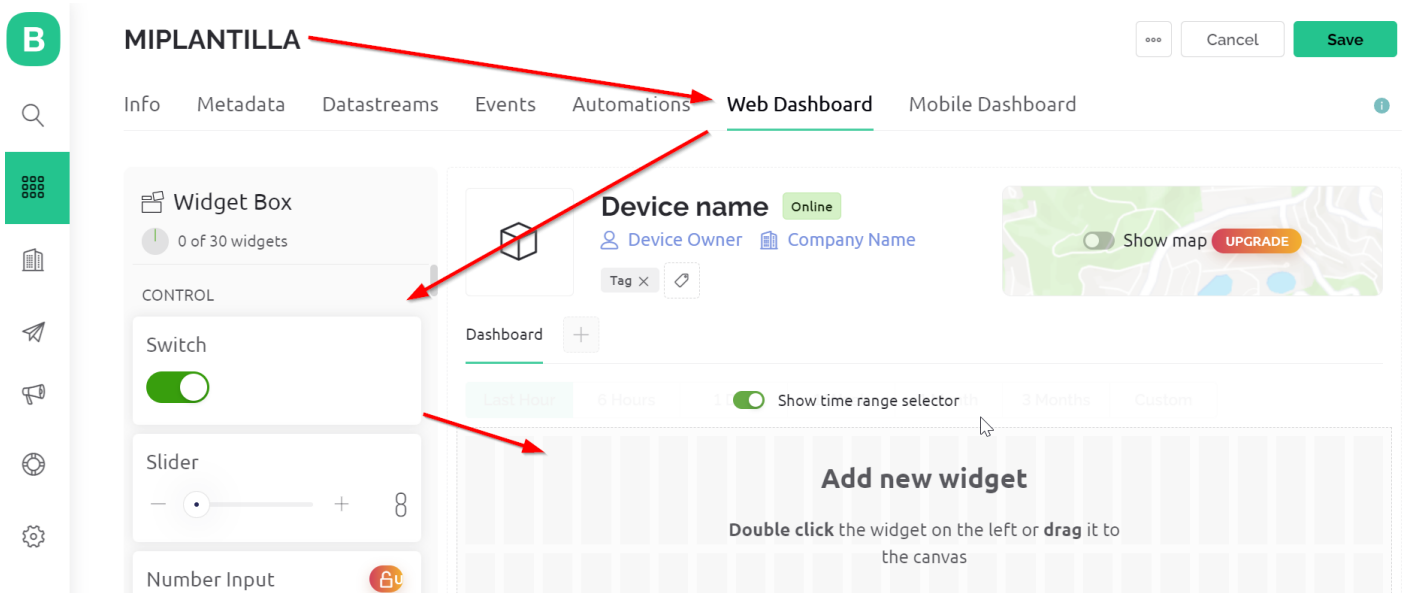 B
MIPLANTILLA
Cancel
Save
Info Metadata Datastreams Events Automations Web Dashboard Mobile Dashboard
Widget Box
0 of 30 widgets
CONTROL
Switch
Slider
8
Number Input
Device name Online
Device Owner Company Name
Tag
Show map UPGRADE
Dashboard
Last Hour 6 Hours Show time range selector 3 Months Custom
Add new widget
Double click the widget on the left or drag it to
the canvas